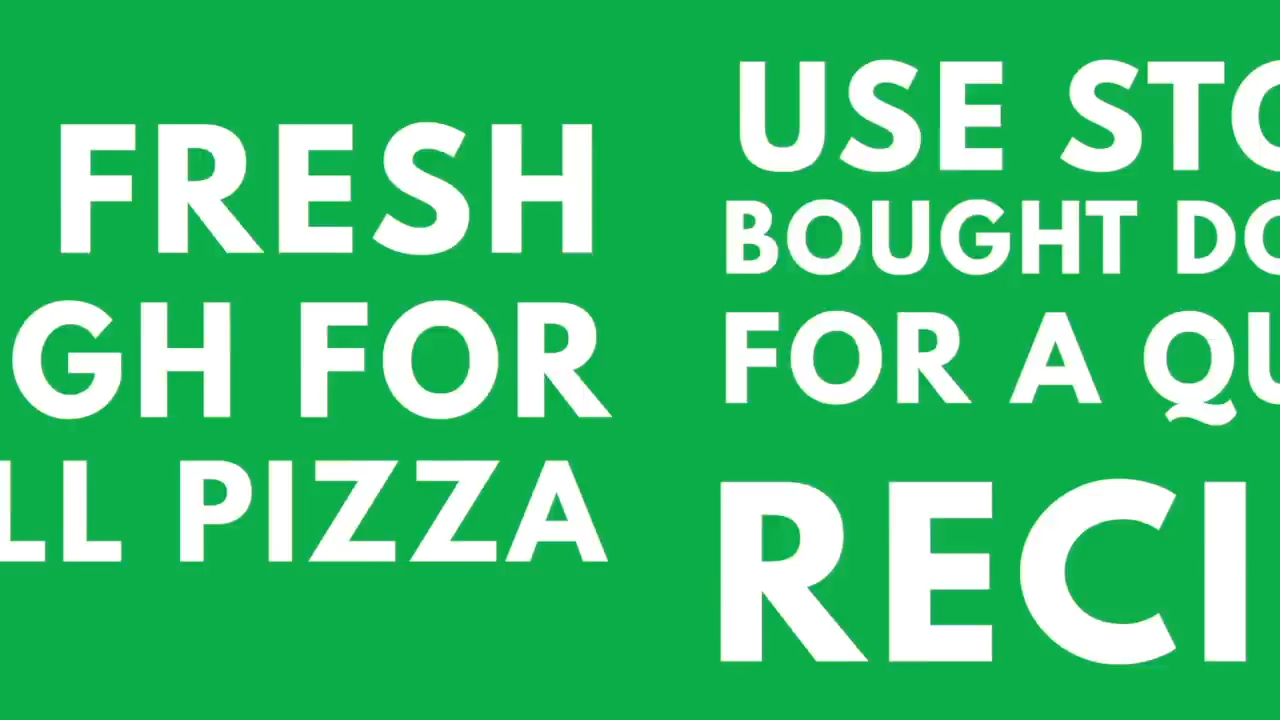 FRESH
GH FOR
LL PIZZA
USE STO
BOUGHT DO
FOR A QU
RECI